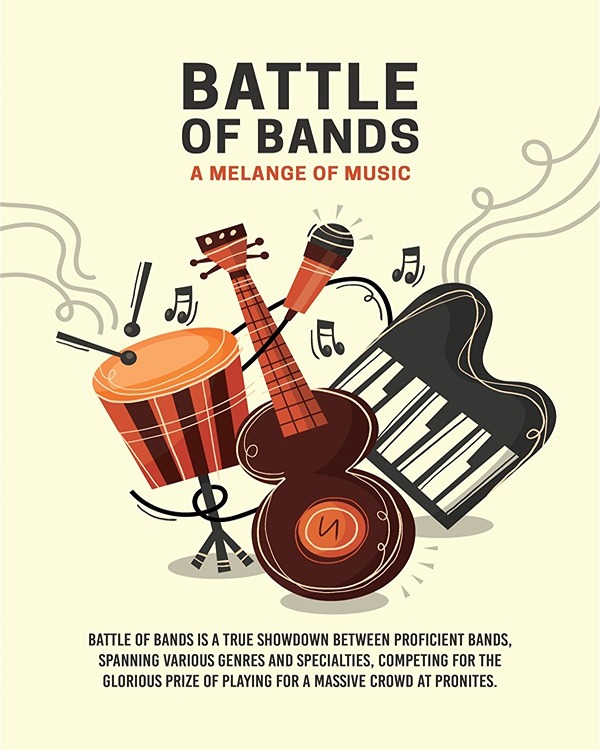 BATTLE
OF BANDS
A MELANGE OF MUSIC
BATTLE OF BANDS IS A TRUE SHOWDOWN BETWEEN PROFICIENT BANDS,
SPANNING VARIOUS GENRES AND SPECIALTIES, COMPETING FOR THE
GLORIOUS PRIZE OF PLAYING FOR A MASSIVE CROWD AT PRONITES.